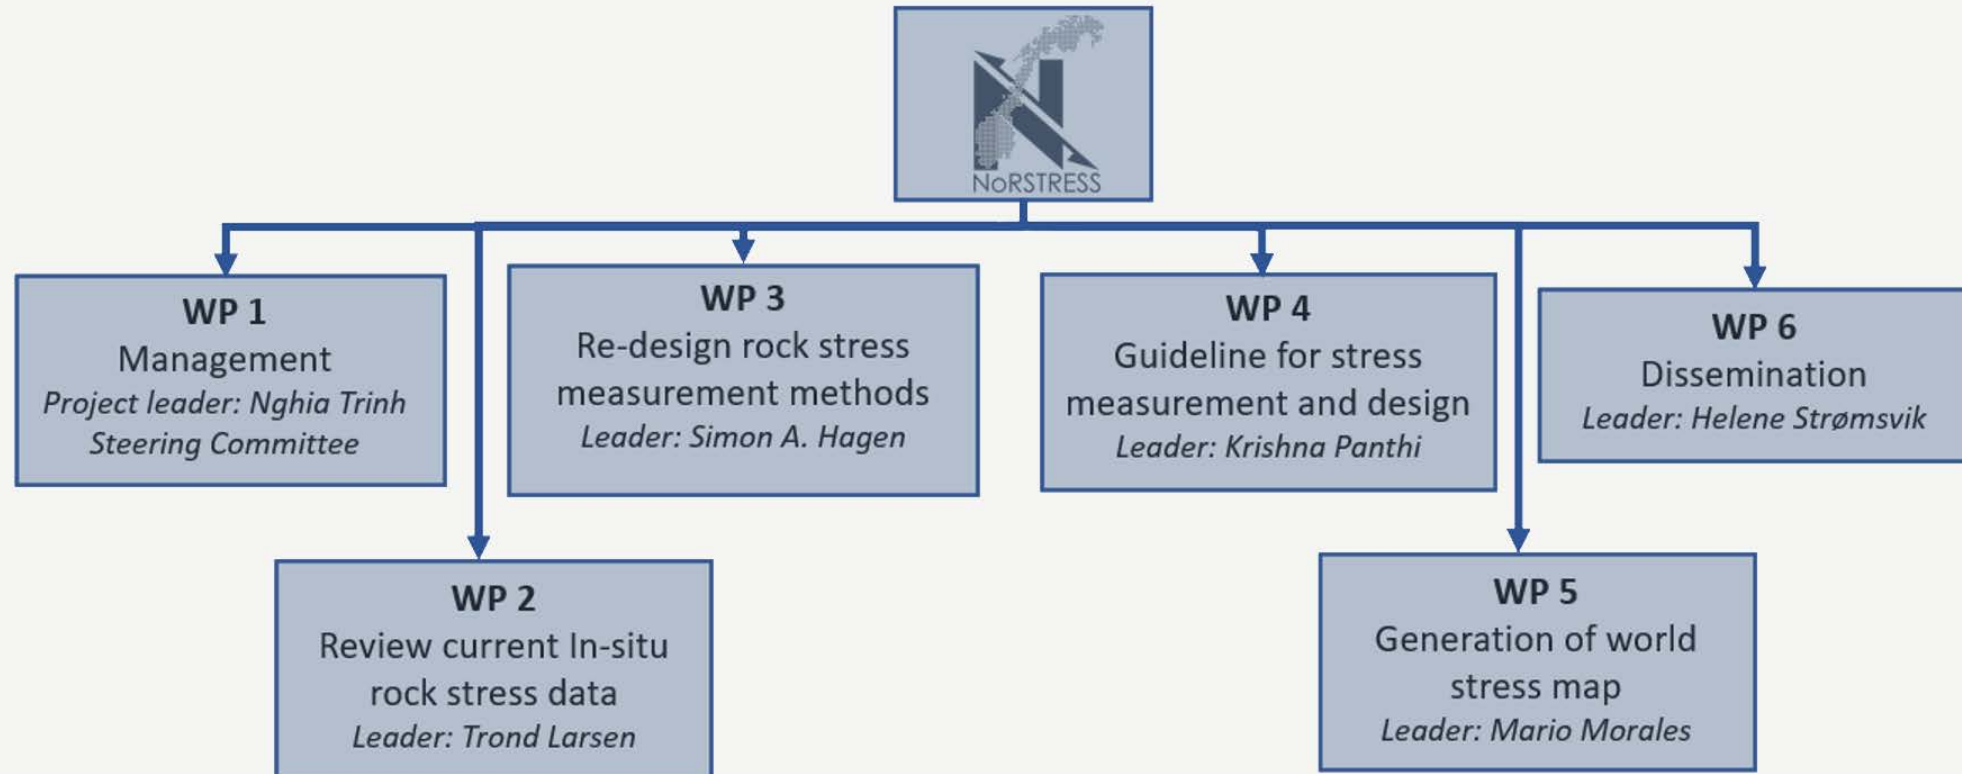 NoRSTRESS
WP 1
Management
Project leader: Nghia Trinh
Steering Committee
WP 2
Review current In-situ
rock stress data
Leader: Trond Larsen
WP 3
Re-design rock stress
measurement methods
Leader: Simon A. Hagen
WP 4
Guideline for stress
measurement and design
Leader: Krishna Panthi
WP 5
Generation of world
stress map
Leader: Mario Morales
WP 6
Dissemination
Leader: Helene Strømsvik